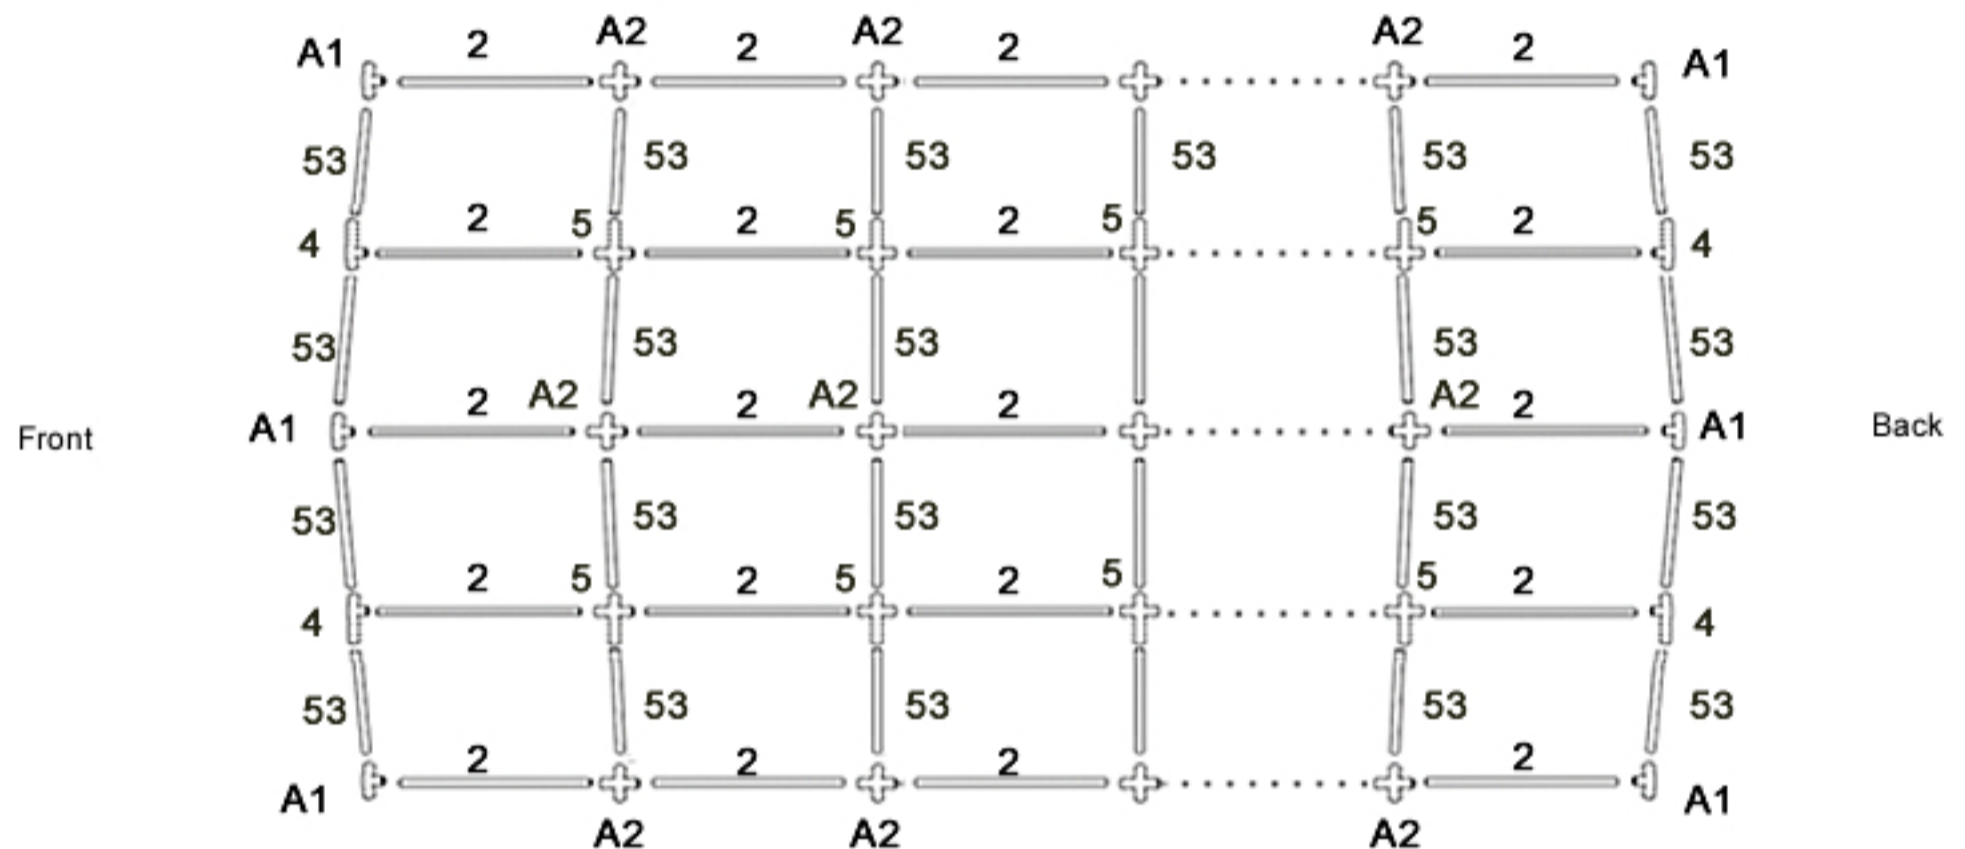 A2 A2 A2
A1 2 2 2 2 A1
53 53 53 53 53 53
4 2 5 2 5 2 5 5 2 4
53 53 53 53 53
Front A1 2 A2 2 A2 2 A2 2 A1 Back
53 53 53 53 53
4 2 5 2 5 2 5 5 2 4
53 53 53 53 53
A1 2 2 2 2 A1
A2 A2 A2